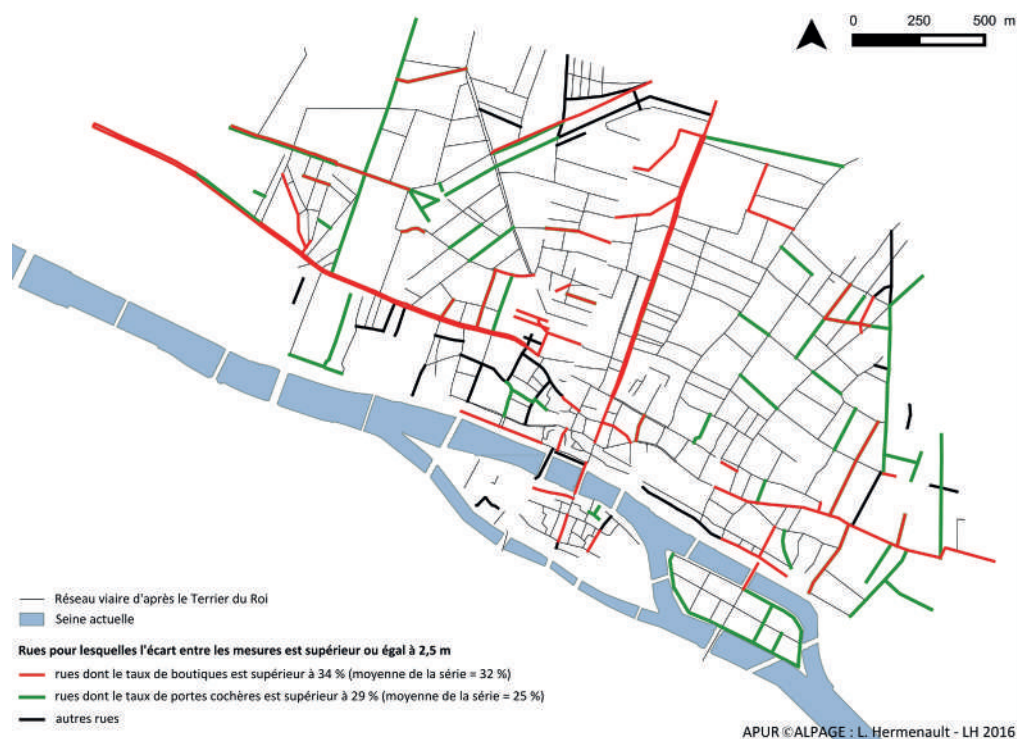 0 250 500 m
Réseau viaire d'après le Terrier du Roi
Seine actuelle
Rues pour lesquelles l'écart entre les mesures est supérieur ou égal à 2,5 m
rues dont le taux de boutiques est supérieur à 34 % (moyenne de la série = 32 %)
rues dont le taux de portes cochères est supérieur à 29 % (moyenne de la série = 25 %)
autres rues
APUR ©ALPAGE : L. Hermenault - LH 2016